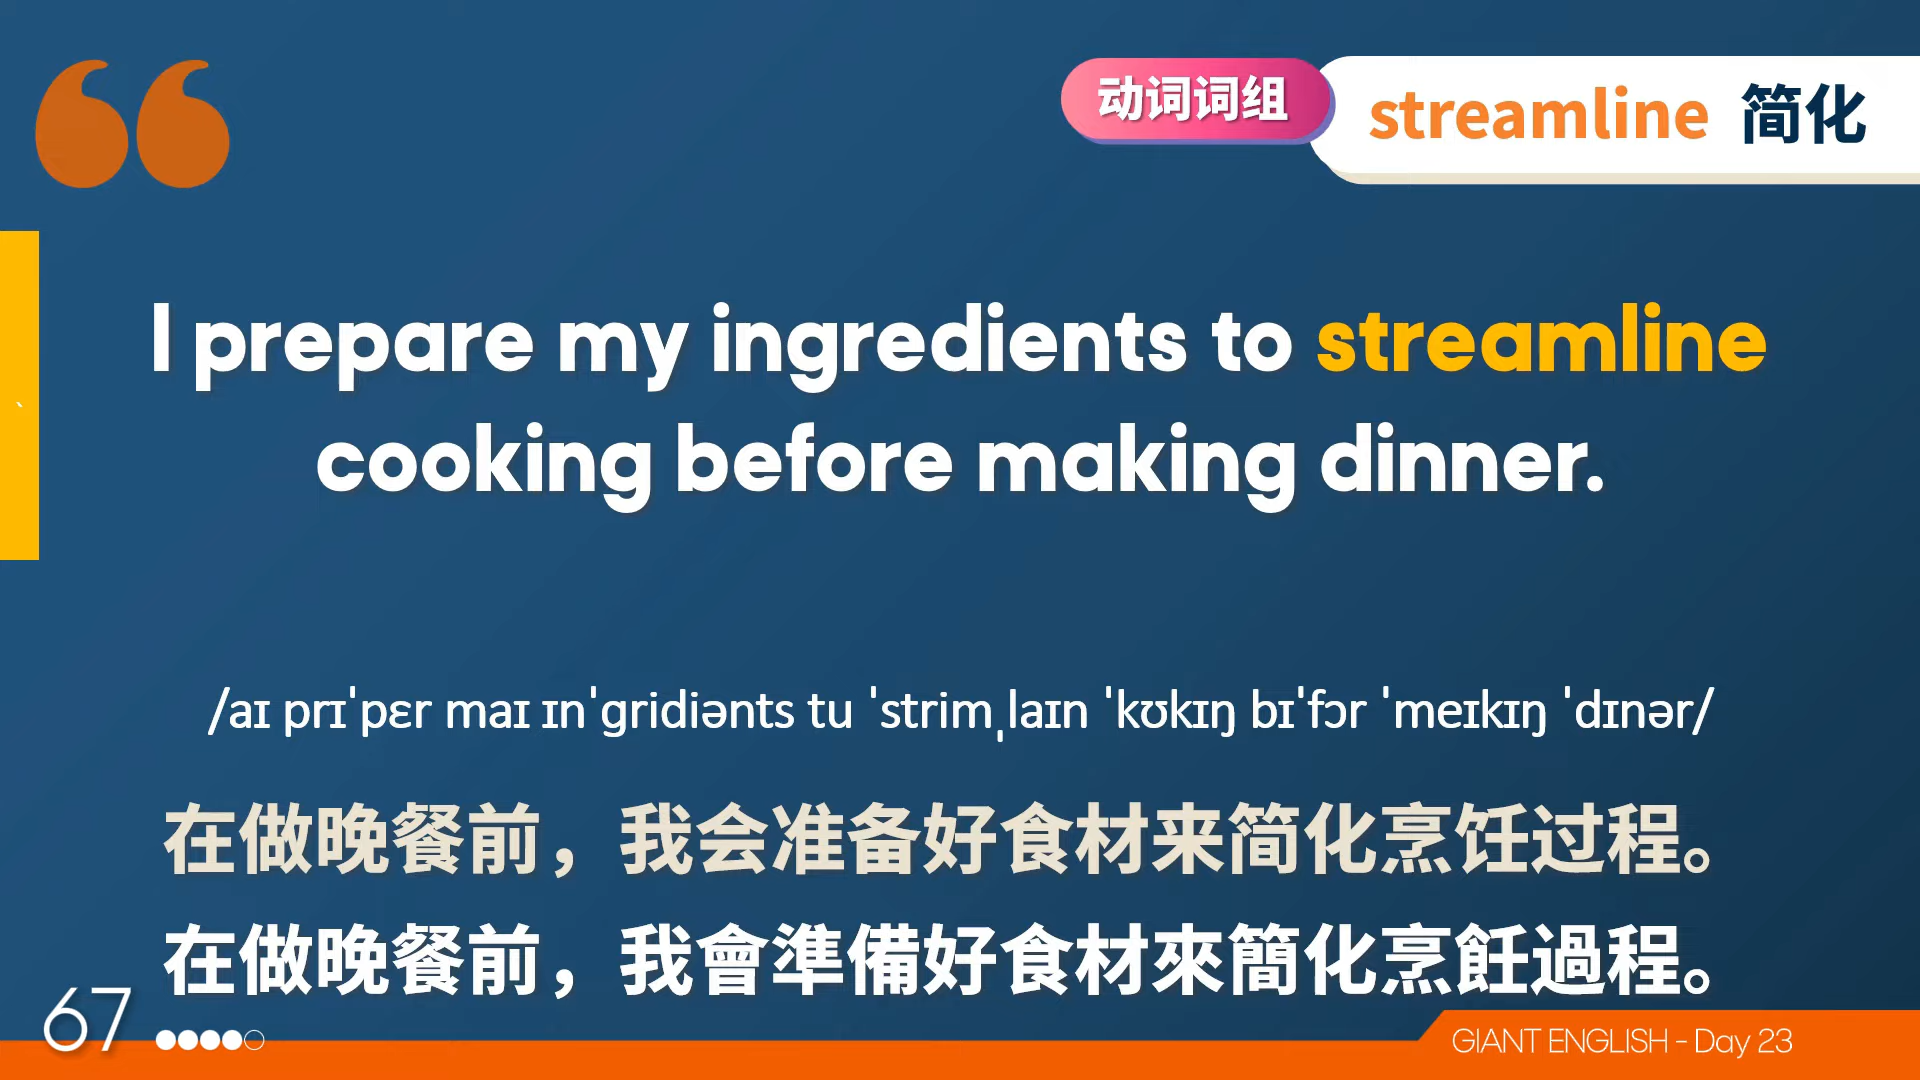 动词词组
streamline 简化
I prepare my ingredients to streamline
cooking before making dinner.
/aɪ prɪˈpɛr maɪ ɪnˈɡridiənts tu ˈstrimˌlaɪn ˈkʊkɪŋ bɪˈfɔr ˈmeɪkɪŋ ˈdɪnər/
在做晚餐前，我会准备好食材来简化烹饪过程。
在做晚餐前，我會準備好食材來簡化烹飪過程。
67
GIANT ENGLISH - Day 23